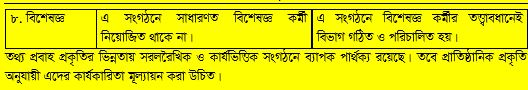 ৮. বিশেষজ্ঞ
এ সংগঠনে সাধারণত বিশেষজ্ঞ কর্মী
নিয়োজিত থাকে না।
এ সংগঠনে বিশেষজ্ঞ কর্মীর তত্ত্বাবধানেই
বিভাগ গঠিত ও পরিচালিত হয়।
তথ্য প্রবাহ প্রকৃতির ভিন্নতায় সরলরৈখিক ও কার্যভিত্তিক সংগঠনে ব্যাপক পার্থক্য রয়েছে। তবে প্রাতিষ্ঠানিক প্রকৃতি
অনুযায়ী এদের কার্যকারিতা মূল্যায়ন করা উচিত।